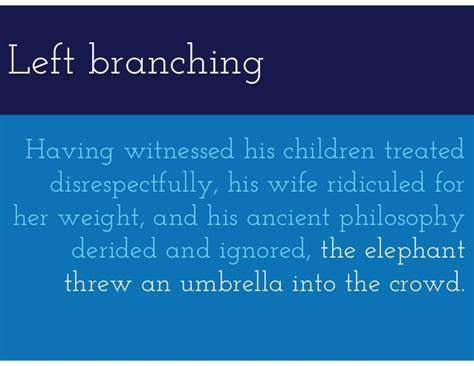 Left branching
Having witnessed his children treated
disrespectfully, his wife ridiculed for
her weight, and his ancient philosophy
derided and ignored, the elephant
threw an umbrella into the crowd.